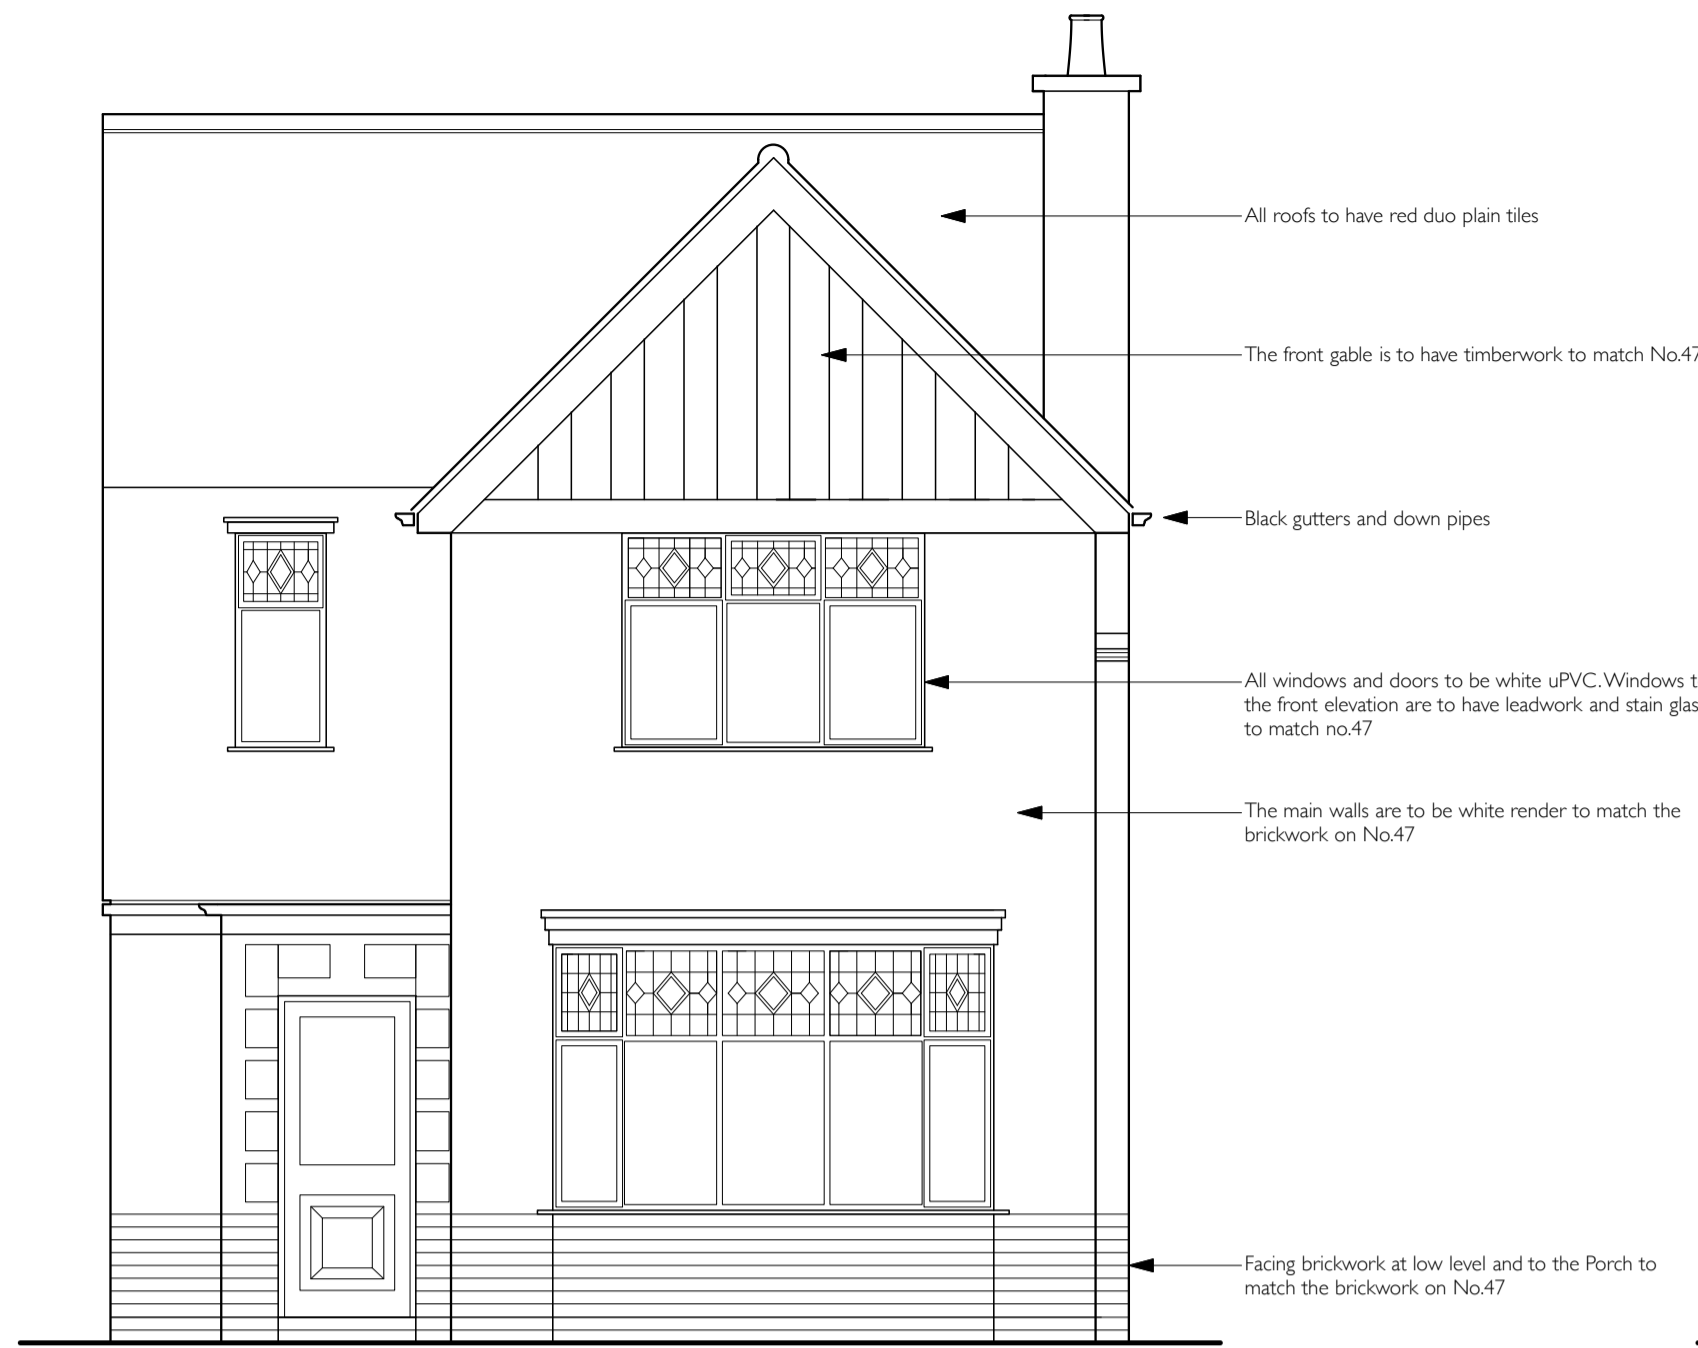 All roofs to have red duo plain tiles
The front gable is to have timberwork to match No.47
Black gutters and down pipes
All windows and doors to be white uPVC. Windows t
the front elevation are to have leadwork and stain glas
to match no.47
The main walls are to be white render to match the
brickwork on No.47
Facing brickwork at low level and to the Porch to
match the brickwork on No.47